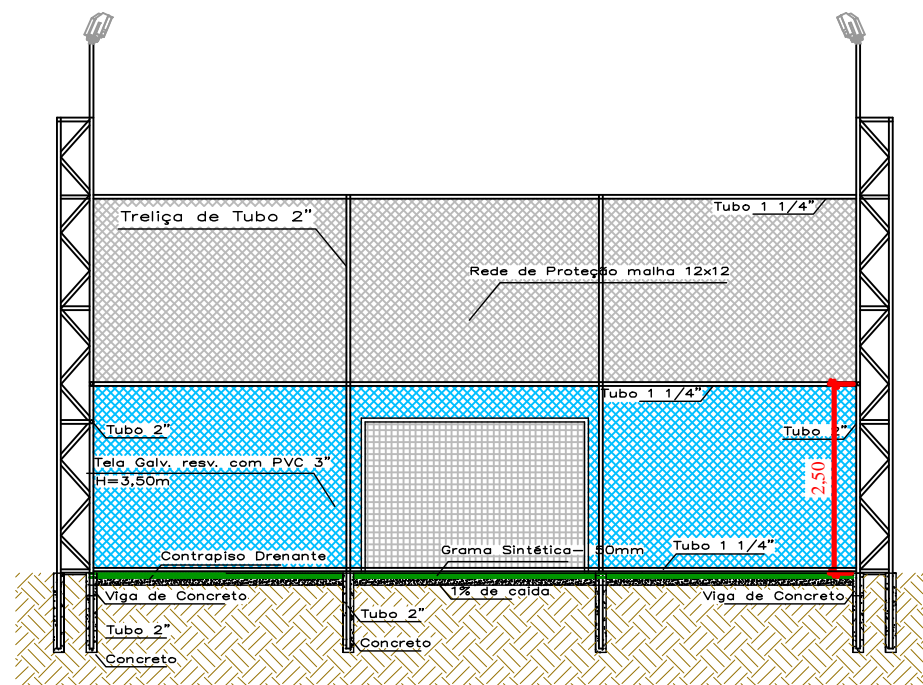 Treliça de Tubo 2"
Tubo 1 1/4"
Rede de Proteção malha 12x12
Tubo 1 1/4"
Tubo 2"
Tubo 2"
Tela Galv. resv. com PVC 3"
H=3,50m
2,50
Contrapiso Drenante
Grama Sintética- 50mm
Tubo 1 1/4"
Viga de Concreto
1% de caida
Viga de Concreto
Tubo 2"
Tubo 2"
Concreto
Concreto